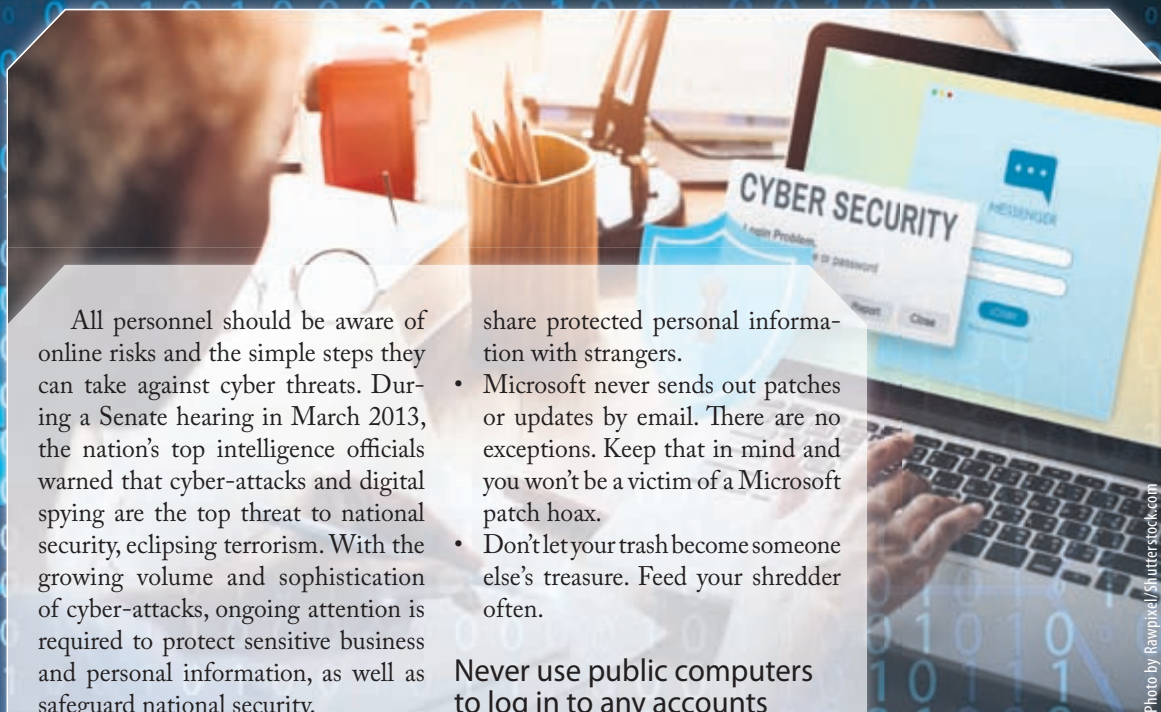 CYBER SECURITY
Login Problem,
or password
Report
Close
MESSENGER
All personnel should be aware of
online risks and the simple steps they
can take against cyber threats. Dur-
ing a Senate hearing in March 2013,
the nation's top intelligence officials
warned that cyber-attacks and digital
spying are the top threat to national
security, eclipsing terrorism. With the
growing volume and sophistication
of cyber-attacks, ongoing attention is
required to protect sensitive business
and personal information, as well as
safeguard national security.
share protected personal informa-
tion with strangers.
• Microsoft never sends out patches
or updates by email. There are no
exceptions. Keep that in mind and
you won't be a victim of a Microsoft
patch hoax.
• Don't let your trash become someone
else's treasure. Feed your shredder
often.
Never use public computers
to log in to any accounts
Photo by Rawpixel/Shutterstock.com